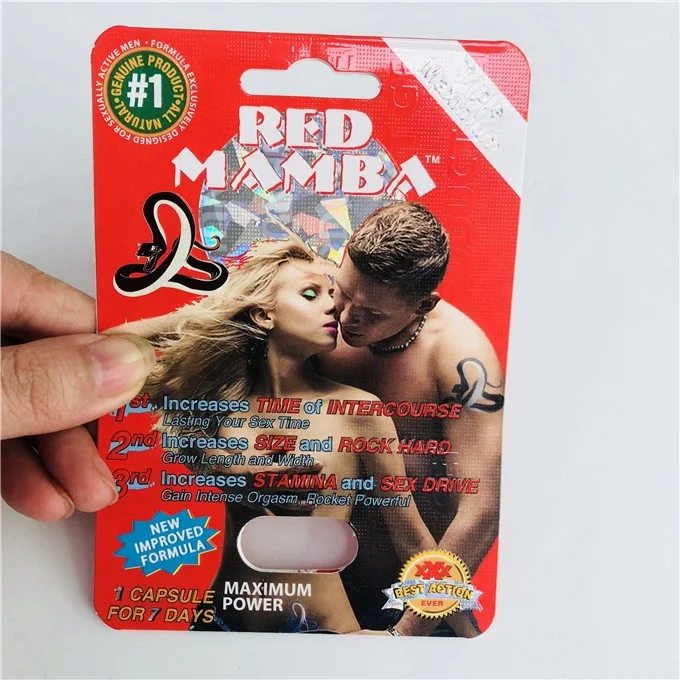 FORMULA EXCLUSIVELY DESIGNED FOR SEXUALLY ACTIVE MEN
GENUINE PRODUCT • ALL NATURAL
#1
RED
MAMBA™
1st. Increases TIME of INTERCOURSE
Lasting Your Sex Time
2nd. Increases SIZE and ROCK HARD
Grow Length and Width
3rd. Increases STAMINA and SEX DRIVE
Gain Intense Orgasm, Rocket Powerful
NEW
IMPROVED
FORMULA
1 CAPSULE
FOR 7 DAYS
MAXIMUM
POWER
XXX
BEST ACTION
EVER